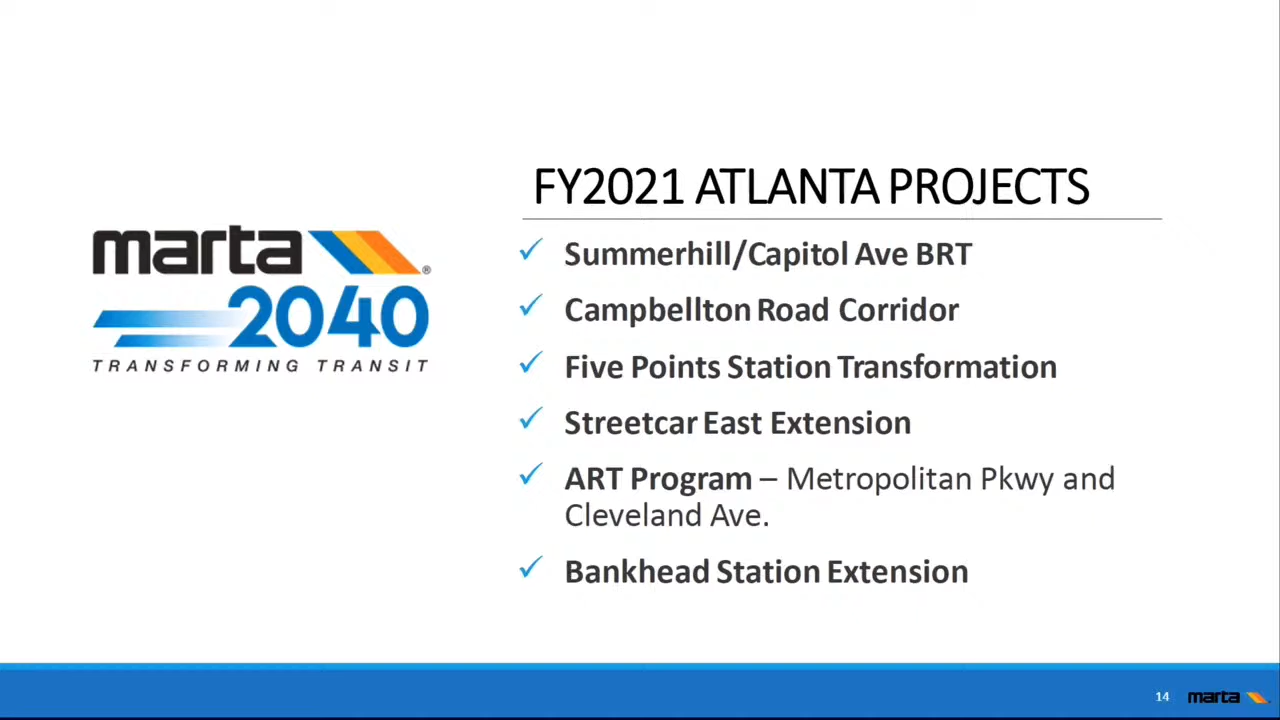 FY2021 ATLANTA PROJECTS
marta®
2040
TRANSFORMING TRANSIT
✓ Summerhill/Capitol Ave BRT
✓ Campbellton Road Corridor
✓ Five Points Station Transformation
✓ Streetcar East Extension
✓ ART Program – Metropolitan Pkwy and
Cleveland Ave.
✓ Bankhead Station Extension
14
marta